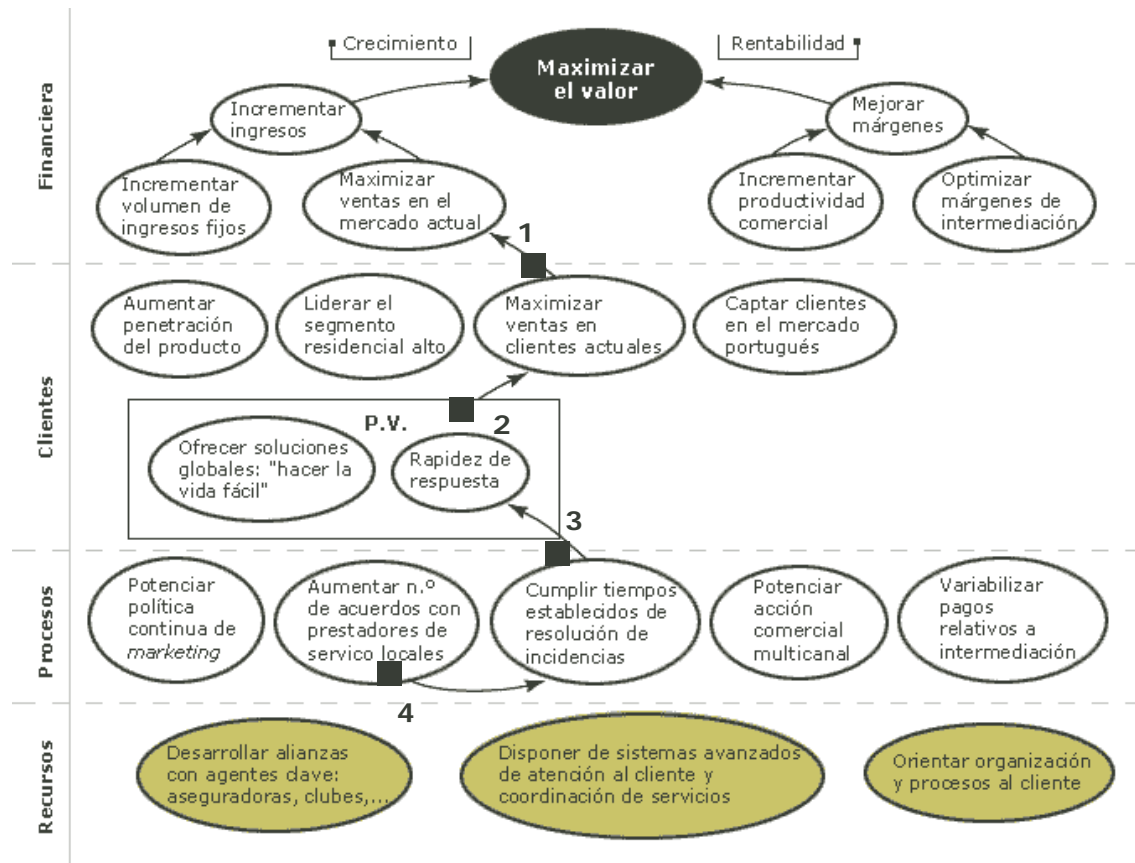 Financiera
Crecimiento
Maximizar
el valor
Rentabilidad
Incrementar
ingresos
Mejorar
márgenes
Incrementar
volumen de
ingresos fijos
Maximizar
ventas en el
mercado actual
Incrementar
productividad
comercial
Optimizar
márgenes de
intermediación
1
Clientes
Aumentar
penetración
del producto
Liderar el
segmento
residencial alto
Maximizar
ventas en
clientes actuales
Captar clientes
en el mercado
portugués
P.V.
2
Ofrecer soluciones
globales: "hacer la
vida fácil"
Rapidez de
respuesta
3
Procesos
Potenciar
política
continua de
marketing
Aumentar n.º
de acuerdos con
prestadores de
servico locales
Cumplir tiempos
establecidos de
resolución de
incidencias
Potenciar
acción
comercial
multicanal
Variabilizar
pagos
relativos a
intermediación
4
Recursos
Desarrollar alianzas
con agentes clave:
aseguradoras, clubes,...
Disponer de sistemas avanzados
de atención al cliente y
coordinación de servicios
Orientar organización
y procesos al cliente